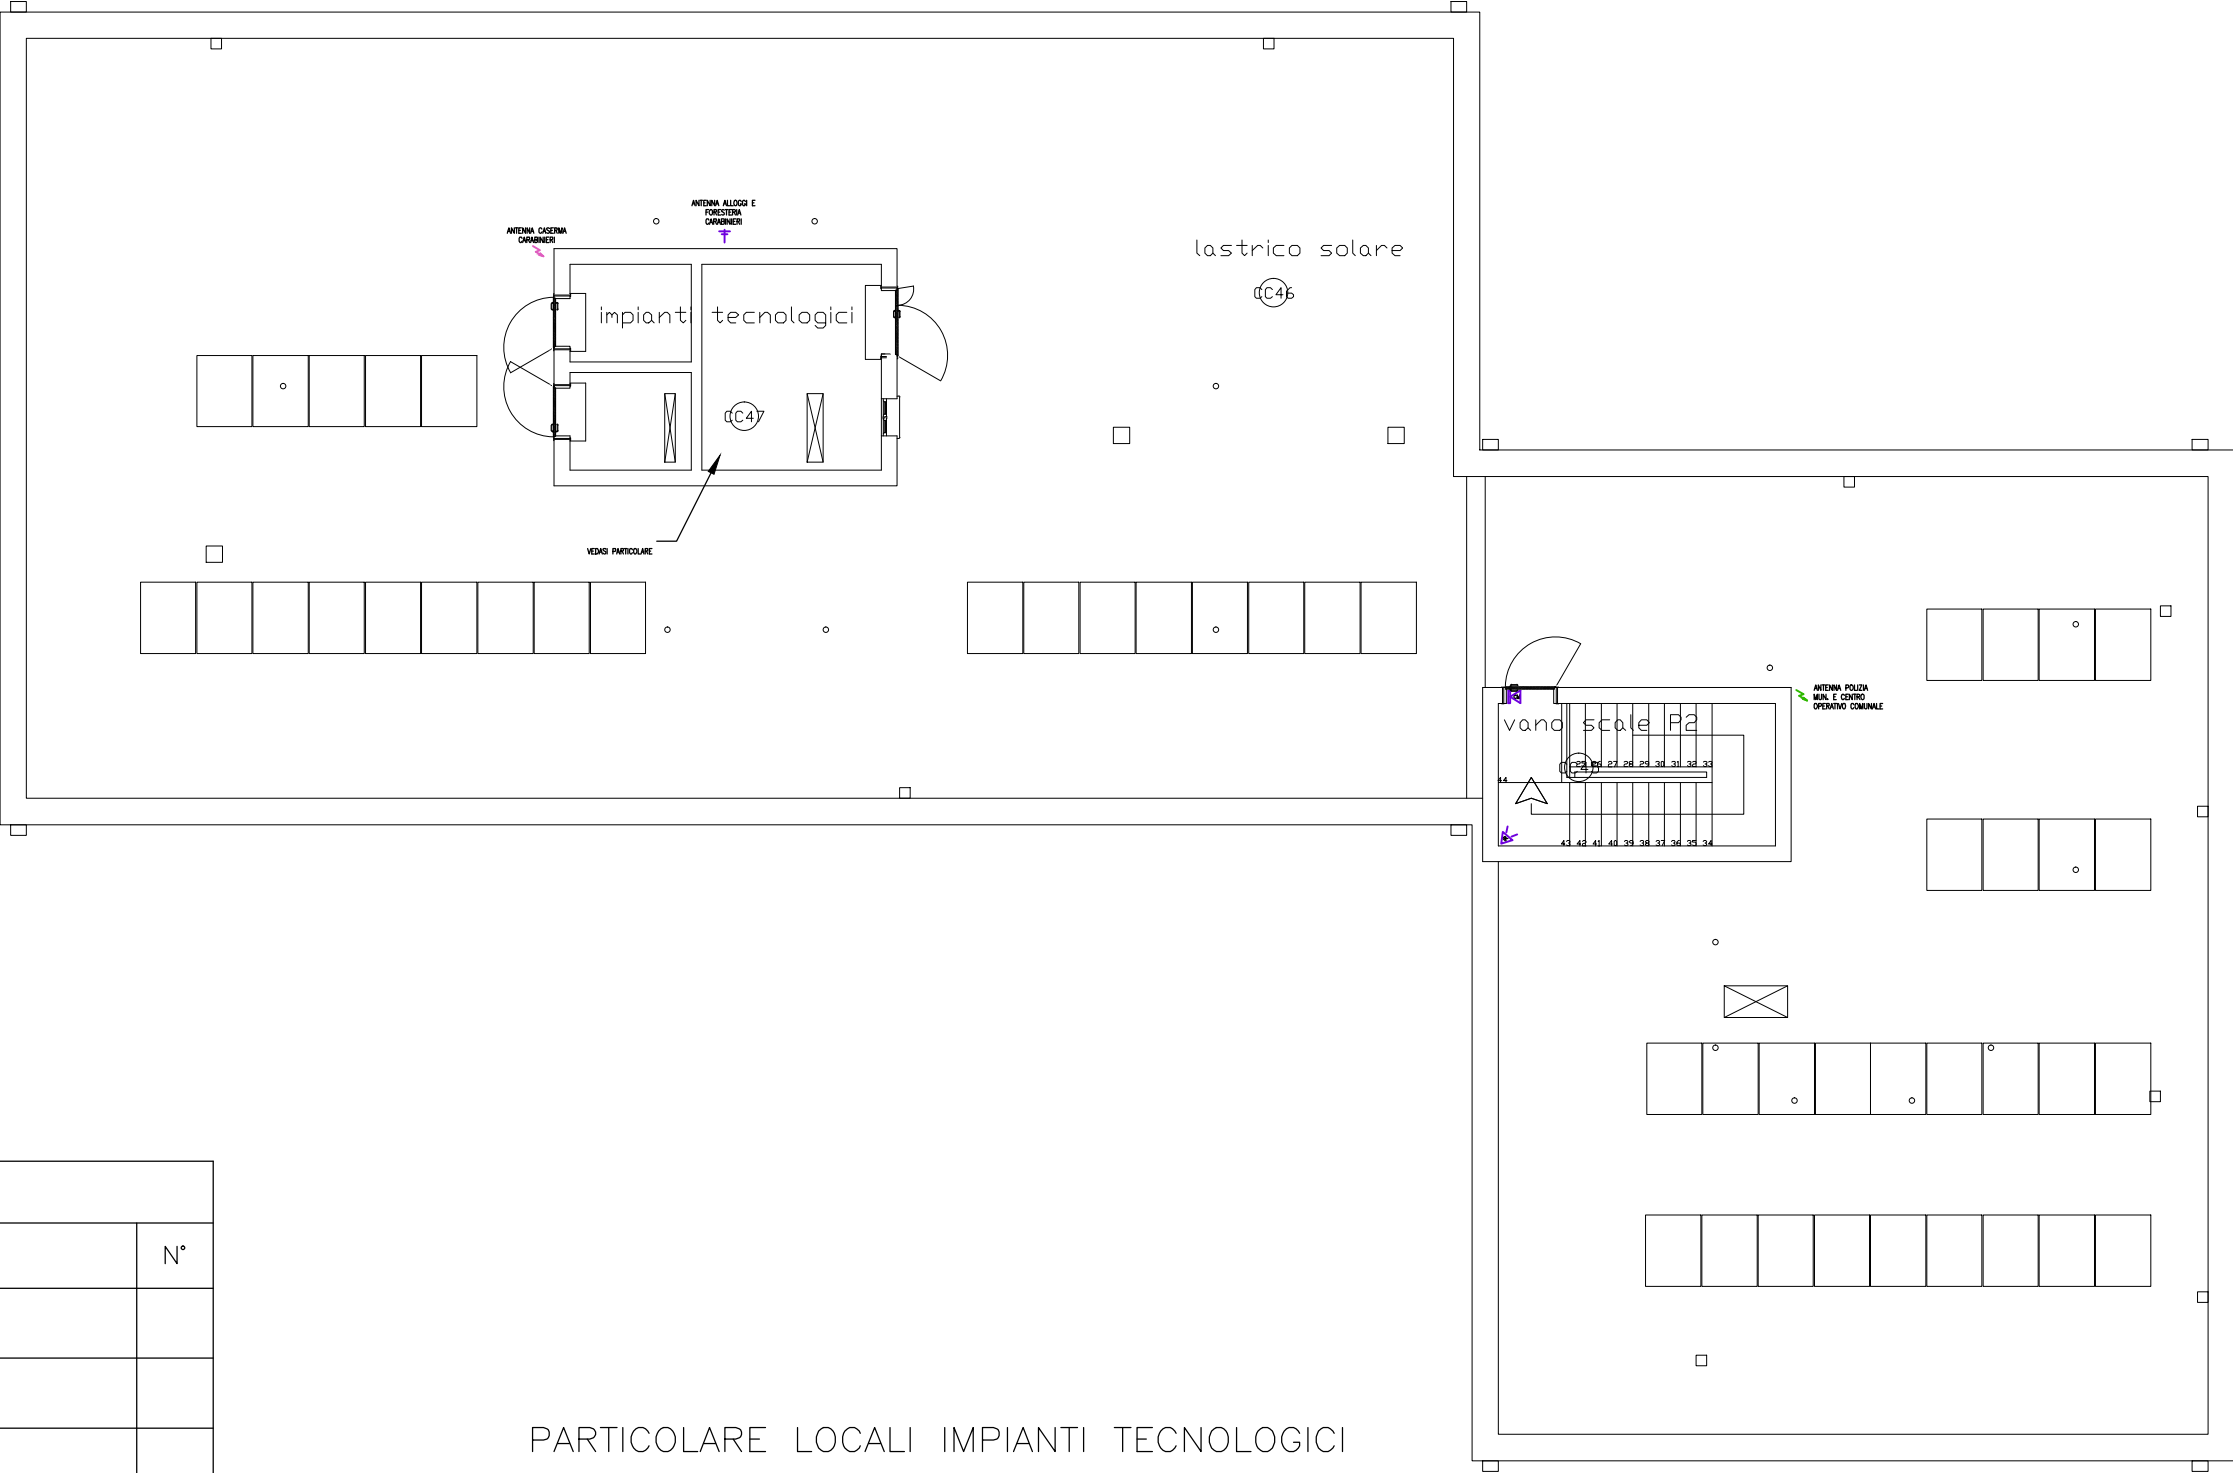 ANTENNA ALLOGGI E
FORESTERIA
CARABINIERI
ANTENNA CASERMA
CARABINIERI
lastrico solare
CC46
impianti tecnologici
CC47
VEDASI PARTICOLARE
ANTENNA POLIZIA
MUN. E CENTRO
OPERATIVO COMUNALE
vano scale P2
25 26 27 28 29 30 31 32 33
44
43 42 41 40 39 38 37 36 35 34
N°
PARTICOLARE LOCALI IMPIANTI TECNOLOGICI